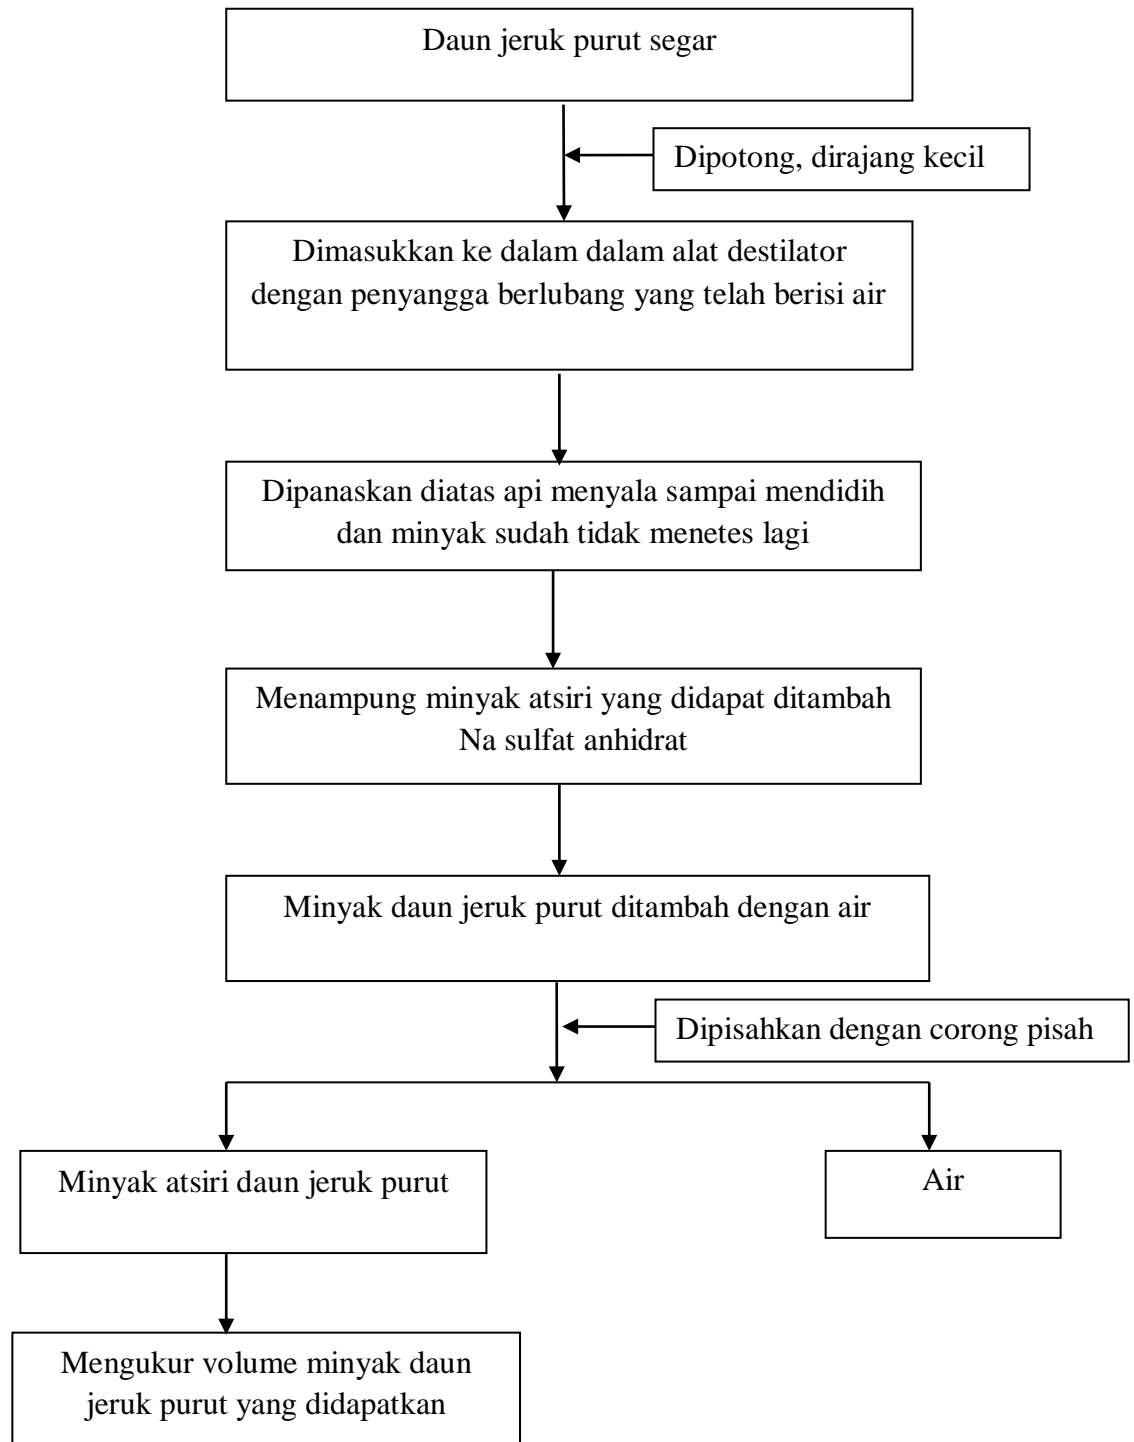 Daun jeruk purut segar
Dipotong, dirajang kecil
Dimasukkan ke dalam dalam alat destilator
dengan penyangga berlubang yang telah berisi air
Dipanaskan diatas api menyala sampai mendidih
dan minyak sudah tidak menetes lagi
Menampung minyak atsiri yang didapat ditambah
Na sulfat anhidrat
Minyak daun jeruk purut ditambah dengan air
Dipisahkan dengan corong pisah
Minyak atsiri daun jeruk purut
Air
Mengukur volume minyak daun
jeruk purut yang didapatkan